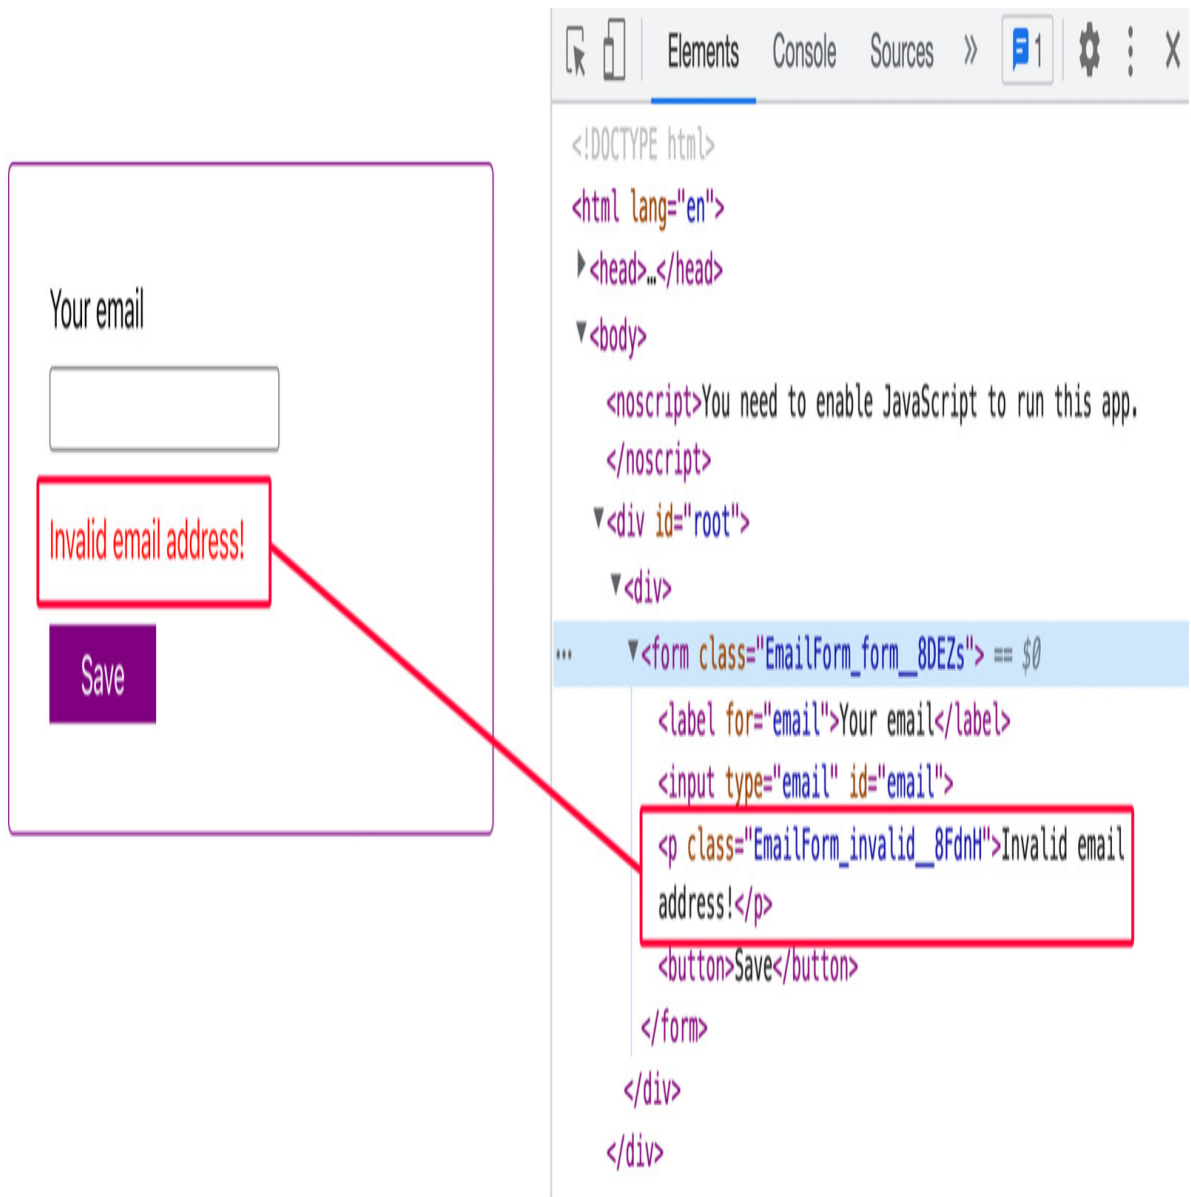 Your email
Invalid email address!
Save
Elements Console Sources » 1
<!DOCTYPE html>
<html lang="en">
<head>…</head>
<body>
<noscript>You need to enable JavaScript to run this app.
</noscript>
<div id="root">
<div>
… <form class="EmailForm_form__8DEZs"> == $0
<label for="email">Your email</label>
<input type="email" id="email">
<p class="EmailForm_invalid__8FdnH">Invalid email
address!</p>
<button>Save</button>
</form>
</div>
</div>